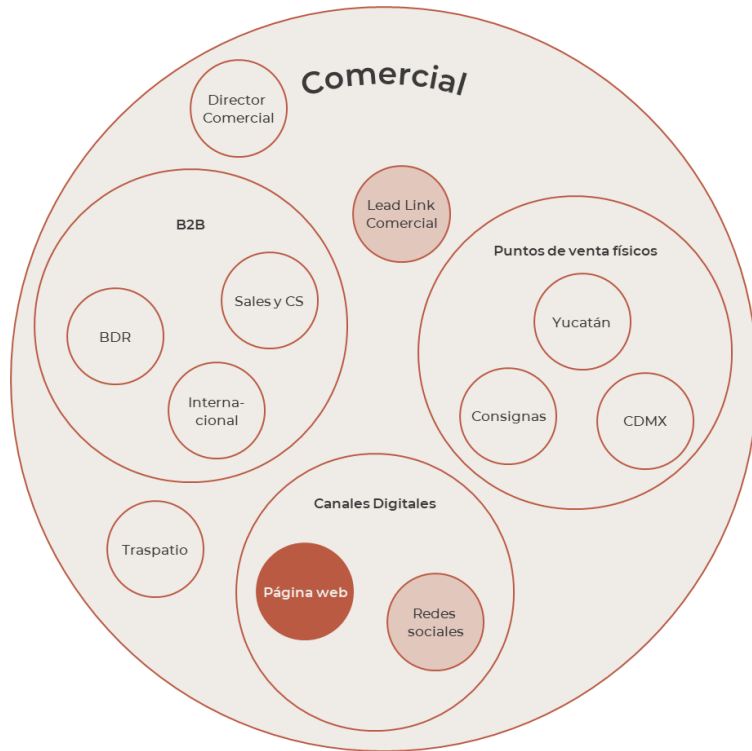 Comercial
Director
Comercial
Lead Link
Comercial
B2B
Sales y CS
BDR
Interna-
cional
Puntos de venta físicos
Yucatán
Consignas
CDMX
Traspatio
Canales Digitales
Página web
Redes
sociales